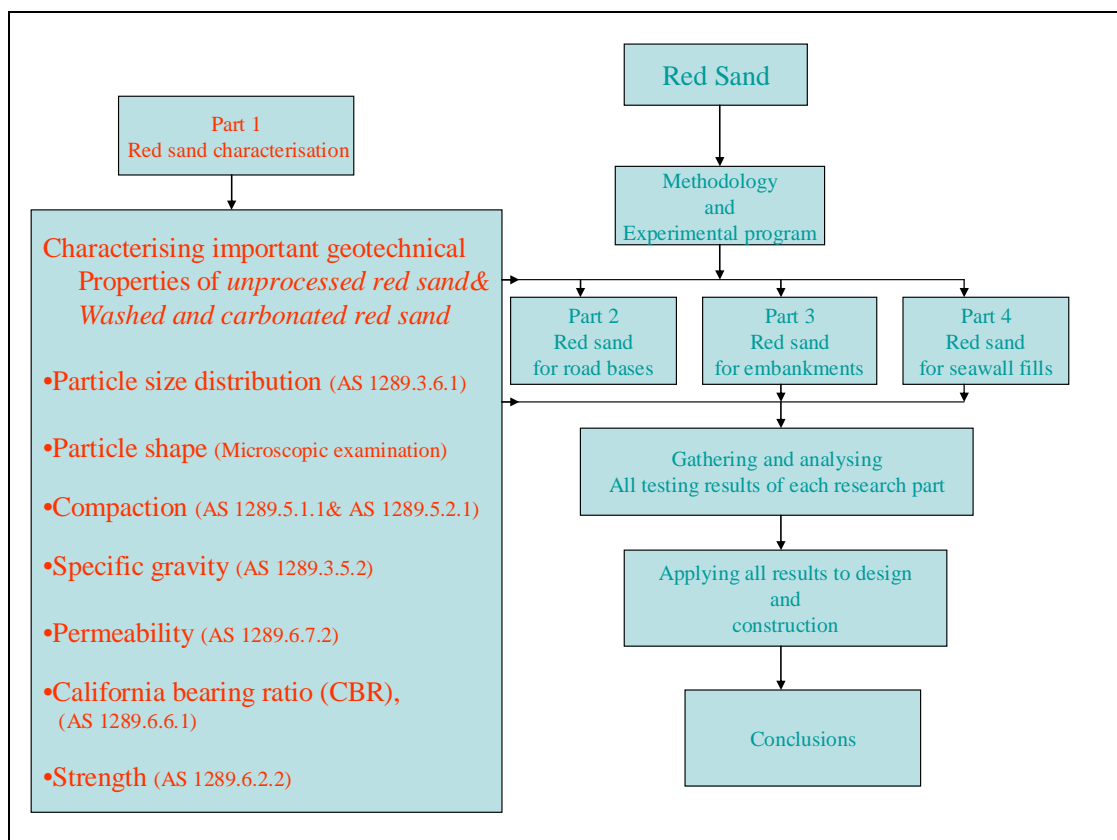 Red Sand
Part 1
Red sand characterisation
Methodology
and
Experimental program
Characterising important geotechnical
Properties of unprocessed red sand&
Washed and carbonated red sand
•Particle size distribution (AS 1289.3.6.1)
•Particle shape (Microscopic examination)
•Compaction (AS 1289.5.1.1& AS 1289.5.2.1)
•Specific gravity (AS 1289.3.5.2)
•Permeability (AS 1289.6.7.2)
•California bearing ratio (CBR),
(AS 1289.6.6.1)
•Strength (AS 1289.6.2.2)
Part 2
Red sand
for road bases
Part 3
Red sand
for embankments
Part 4
Red sand
for seawall fills
Gathering and analysing
All testing results of each research part
Applying all results to design
and
construction
Conclusions